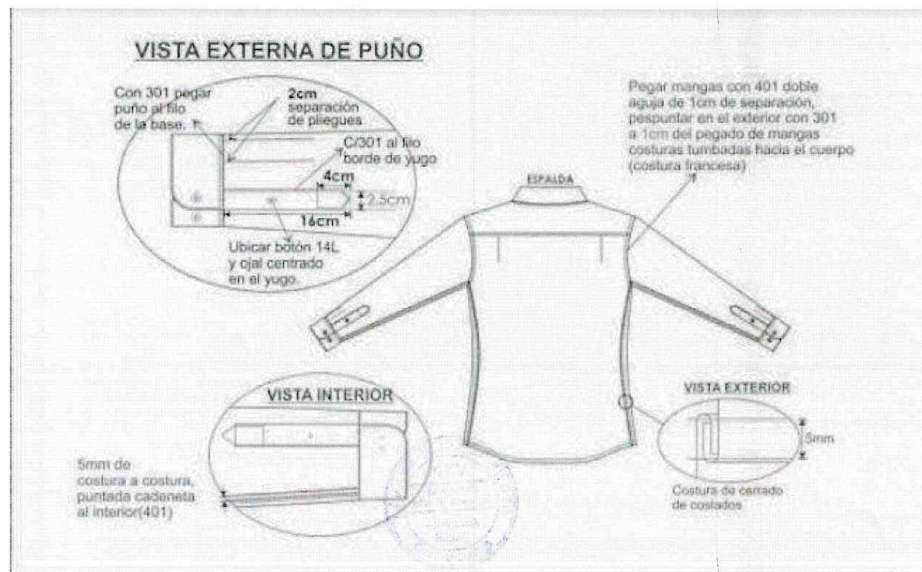 VISTA EXTERNA DE PUÑO
Con 301 pegar
puño al filo
de la base.
2cm
separación
de pliegues
C/301 al filo
borde de yugo
4cm
2.5cm
16cm
Ubicar botón 14L
y ojal centrado
en el yugo.
Pegar mangas con 401 doble
aguja de 1cm de separación,
pespuntar en el exterior con 301
a 1cm del pegado de mangas
costuras tumbadas hacia el cuerpo
(costura francesa)
ESPALDA
VISTA INTERIOR
5mm de
costura a costura,
puntada cadeneta
al interior(401)
VISTA EXTERIOR
5mm
Costura de cerrado
de costados